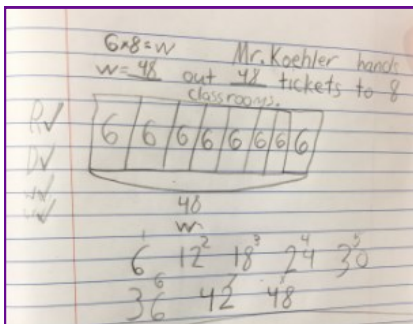 6×8=w Mr. Koehler hands
w= 48 out 48 tickets to 8
classrooms.
R✓
D✓
w✓
w✓
6 6 6 6 6 6 6 6
48
w
6 12 18 24 30
1 2 3 4 5
36 42 48
6 7 8